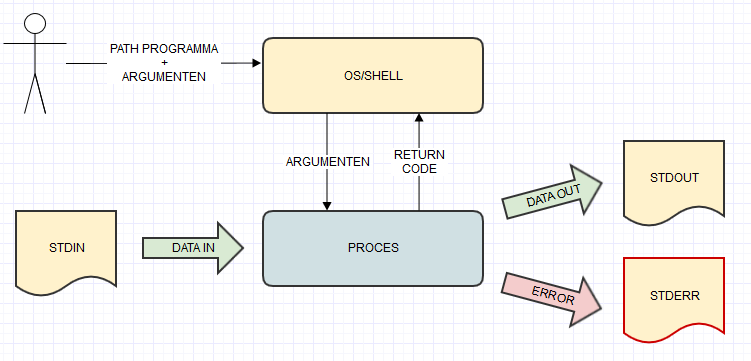 PATH PROGRAMMA
+
ARGUMENTEN
OS/SHELL
ARGUMENTEN
RETURN
CODE
STDIN
DATA IN
PROCES
DATA OUT
STDOUT
ERROR
STDERR